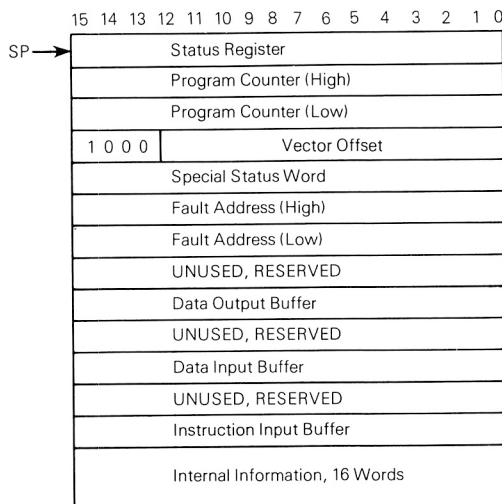 15 14 13 12 12 11 10 9 8 7 6 5 4 3 2 1 0
SP Status Register
Program Counter (High)
Program Counter (Low)
1 0 0 0 Vector Offset
Special Status Word
Fault Address (High)
Fault Address (Low)
UNUSED, RESERVED
Data Output Buffer
UNUSED, RESERVED
Data Input Buffer
UNUSED, RESERVED
Instruction Input Buffer
Internal Information, 16 Words